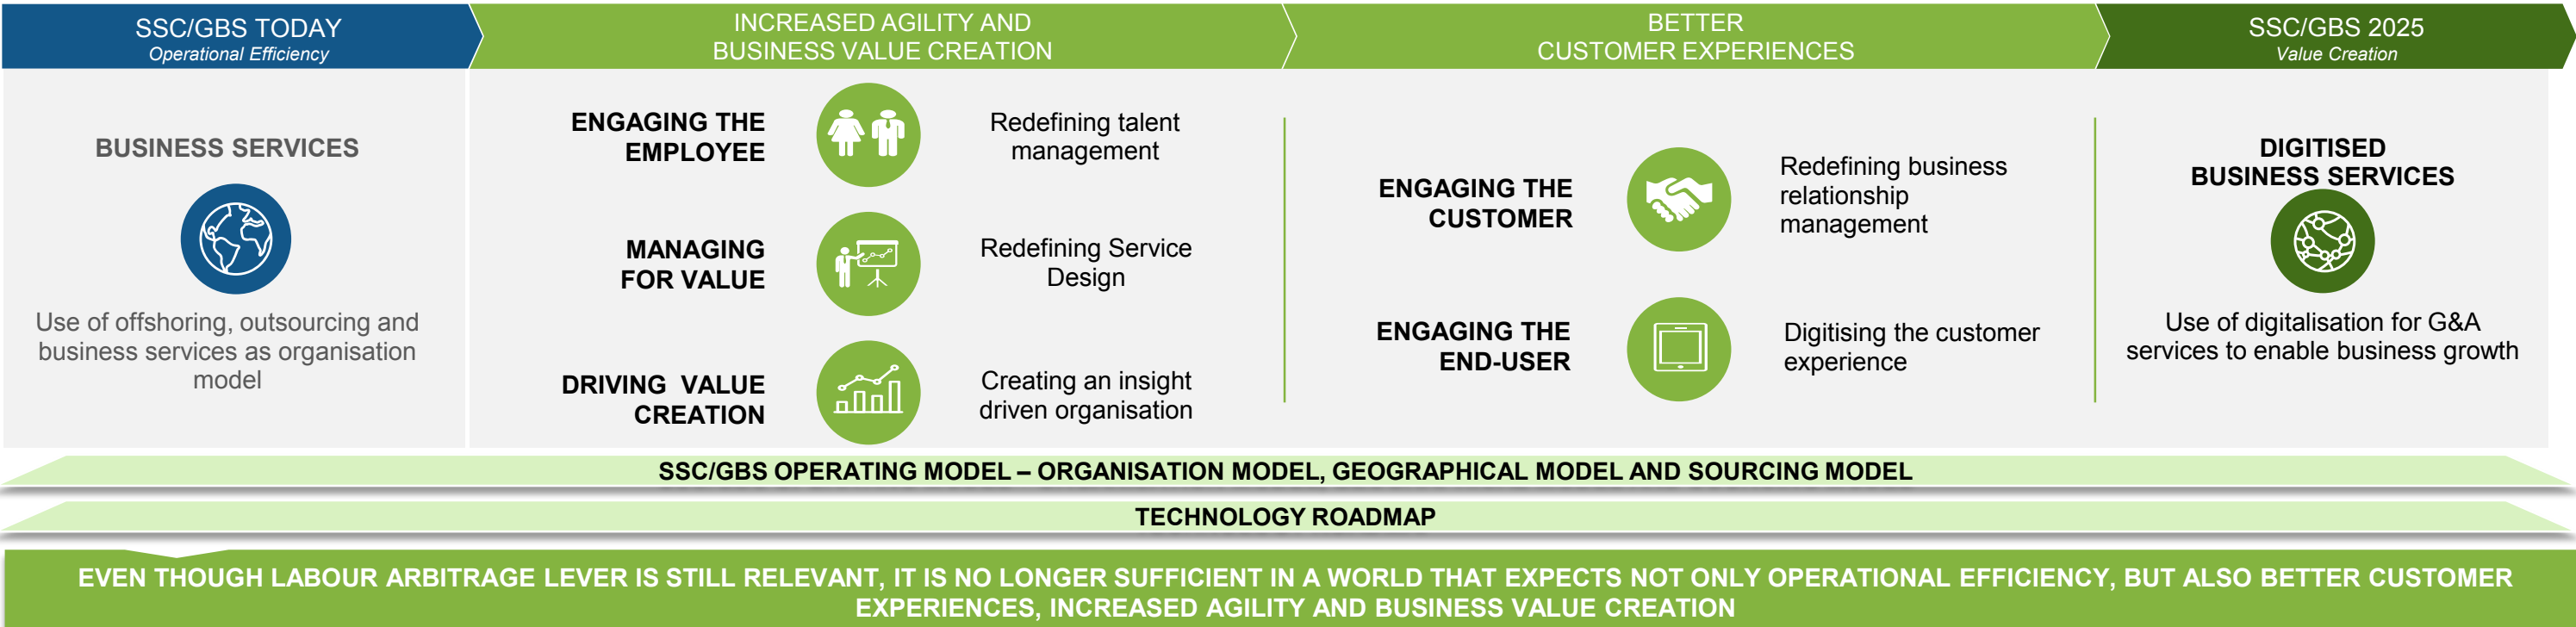 SSC/GBS TODAY
Operational Efficiency
INCREASED AGILITY AND
BUSINESS VALUE CREATION
BETTER
CUSTOMER EXPERIENCES
SSC/GBS 2025
Value Creation
BUSINESS SERVICES
Use of offshoring, outsourcing and
business services as organisation
model
ENGAGING THE
EMPLOYEE
Redefining talent
management
MANAGING
FOR VALUE
Redefining Service
Design
DRIVING VALUE
CREATION
Creating an insight
driven organisation
ENGAGING THE
CUSTOMER
Redefining business
relationship
management
ENGAGING THE
END-USER
Digitising the customer
experience
DIGITISED
BUSINESS SERVICES
Use of digitalisation for G&A
services to enable business growth
SSC/GBS OPERATING MODEL – ORGANISATION MODEL, GEOGRAPHICAL MODEL AND SOURCING MODEL
TECHNOLOGY ROADMAP
EVEN THOUGH LABOUR ARBITRAGE LEVER IS STILL RELEVANT, IT IS NO LONGER SUFFICIENT IN A WORLD THAT EXPECTS NOT ONLY OPERATIONAL EFFICIENCY, BUT ALSO BETTER CUSTOMER
EXPERIENCES, INCREASED AGILITY AND BUSINESS VALUE CREATION